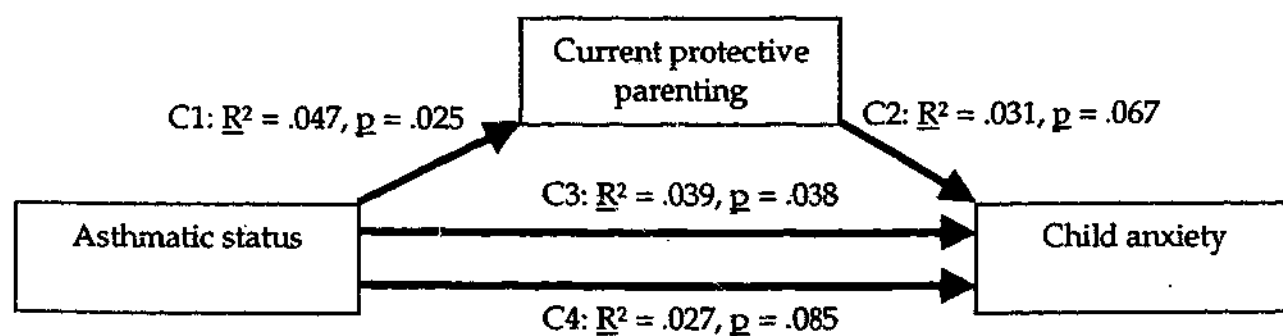 Current protective
parenting
C1: R² = .047, p = .025
C2: R² = .031, p = .067
C3: R² = .039, p = .038
Asthmatic status
Child anxiety
C4: R² = .027, p = .085